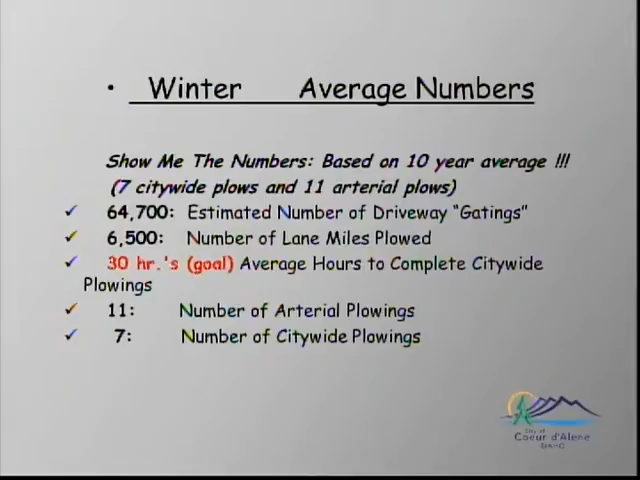 • Winter Average Numbers
Show Me The Numbers: Based on 10 year average !!!
(7 citywide plows and 11 arterial plows)
✓ 64,700: Estimated Number of Driveway “Gatings”
✓ 6,500: Number of Lane Miles Plowed
✓ 30 hr.'s (goal) Average Hours to Complete Citywide
Plowings
✓ 11: Number of Arterial Plowings
✓ 7: Number of Citywide Plowings
City of
Coeur d'Alene
IDAHO